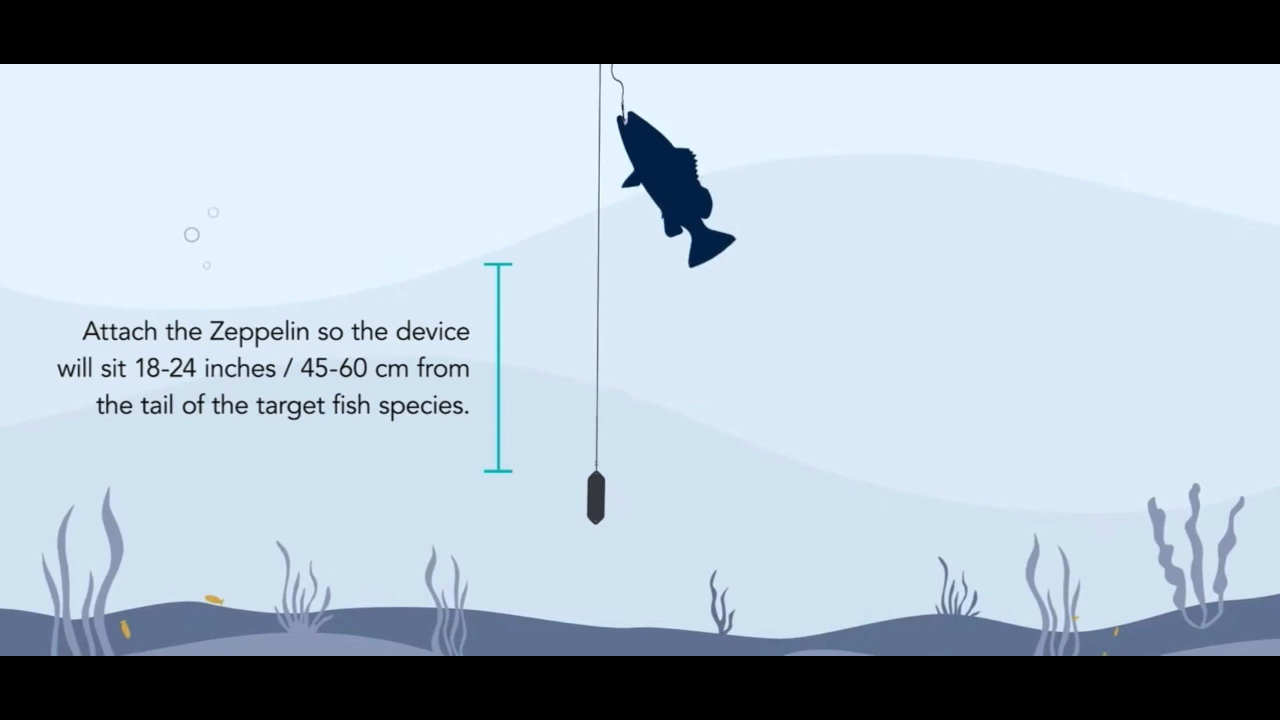 Attach the Zeppelin so the device
will sit 18-24 inches / 45-60 cm from
the tail of the target fish species.